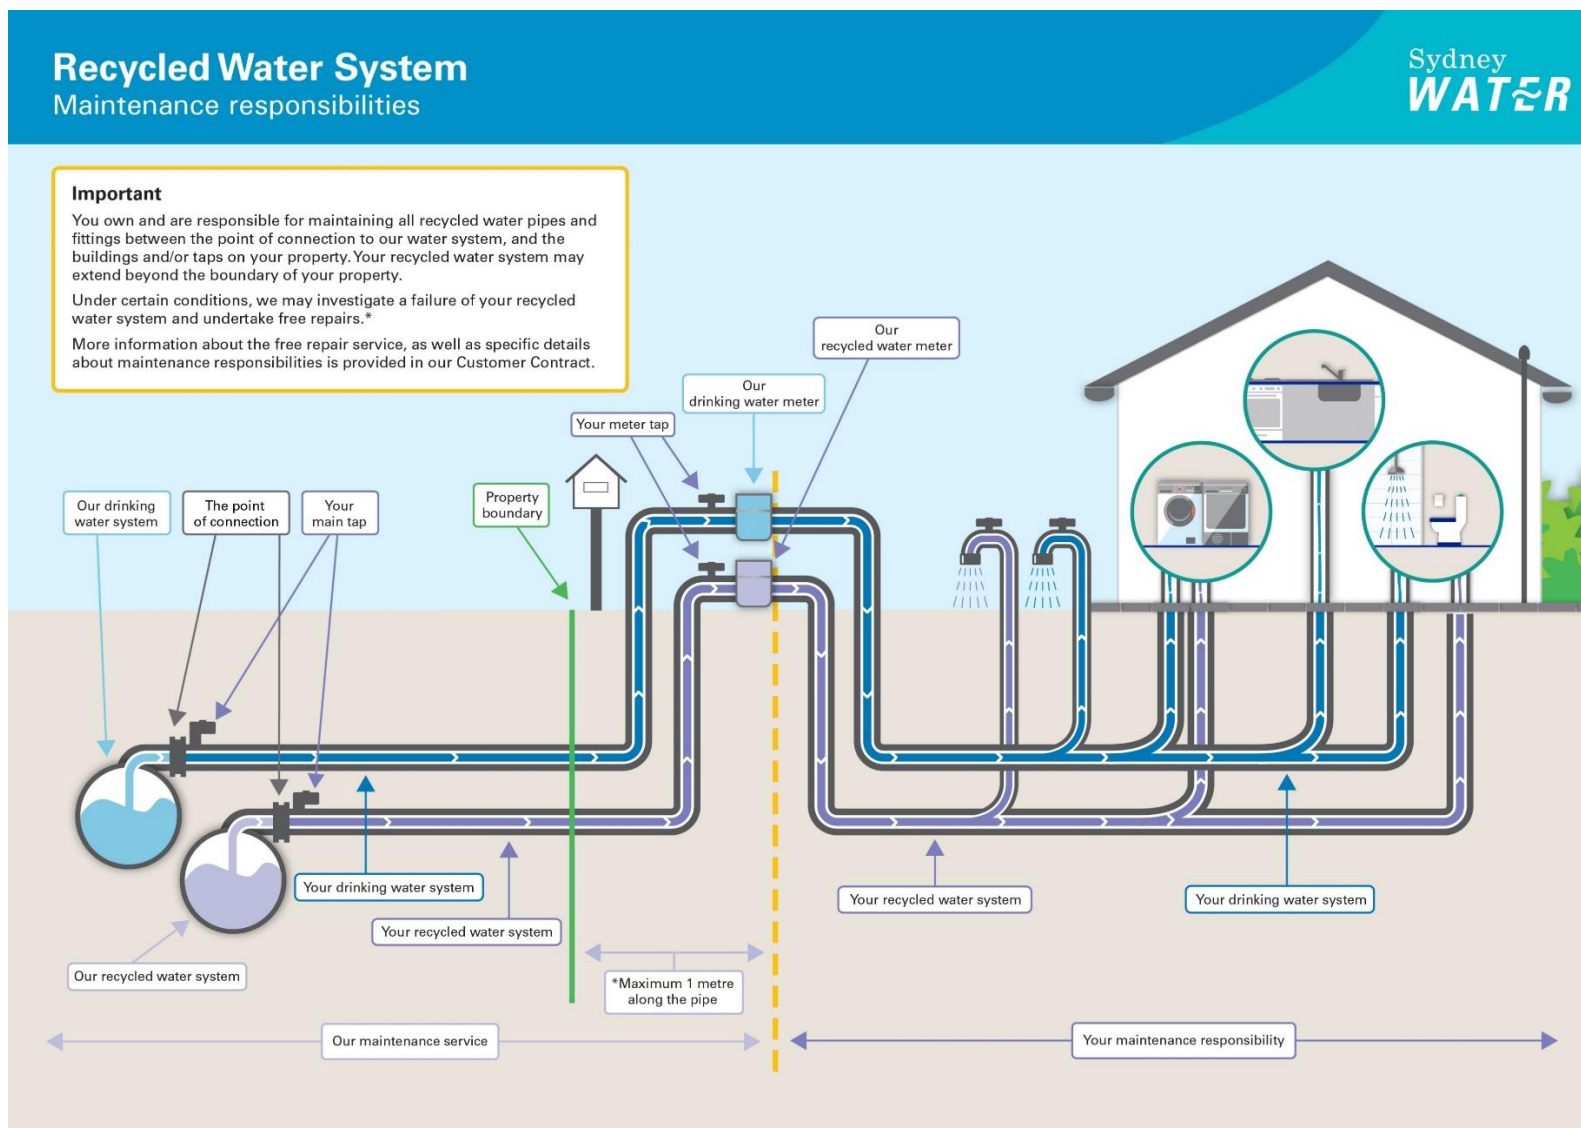 Recycled Water System
Maintenance responsibilities
Sydney
WATER
Important
You own and are responsible for maintaining all recycled water pipes and
fittings between the point of connection to our water system, and the
buildings and/or taps on your property. Your recycled water system may
extend beyond the boundary of your property.
Under certain conditions, we may investigate a failure of your recycled
water system and undertake free repairs.*
More information about the free repair service, as well as specific details
about maintenance responsibilities is provided in our Customer Contract.
Our
recycled water meter
Our
drinking water meter
Your meter tap
Our drinking
water system
The point
of connection
Your
main tap
Property
boundary
Your drinking water system
Your recycled water system
Your recycled water system
Your drinking water system
Our recycled water system
*Maximum 1 metre
along the pipe
Our maintenance service
Your maintenance responsibility